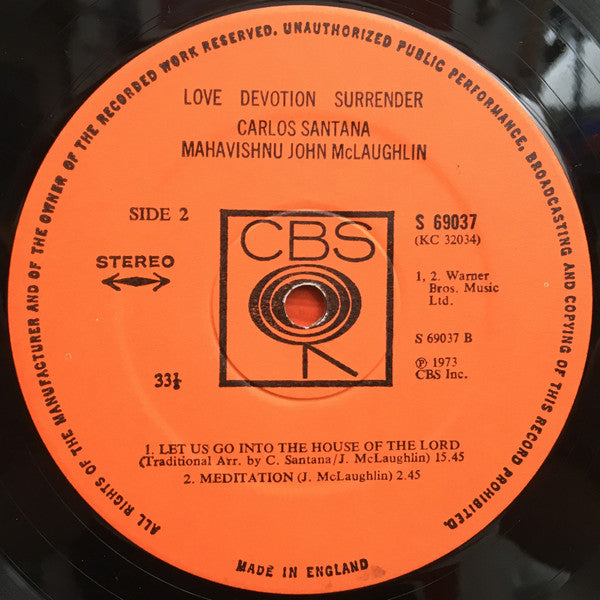 ALL RIGHTS OF THE MANUFACTURER AND OF THE OWNER OF THE RECORDED WORK RESERVED. UNAUTHORIZED PUBLIC PERFORMANCE, BROADCASTING AND COPYING OF THIS RECORD PROHIBITED.
LOVE DEVOTION SURRENDER
CARLOS SANTANA
MAHAVISHNU JOHN McLAUGHLIN
SIDE 2
STEREO
33⅓
CBS
S 69037
(KC 32034)
1, 2. Warner
Bros. Music
Ltd.
S 69037 B
℗ 1973
CBS Inc.
1. LET US GO INTO THE HOUSE OF THE LORD
(Traditional Arr. by C. Santana/J. McLaughlin) 15.45
2. MEDITATION (J. McLaughlin) 2.45
MADE IN ENGLAND